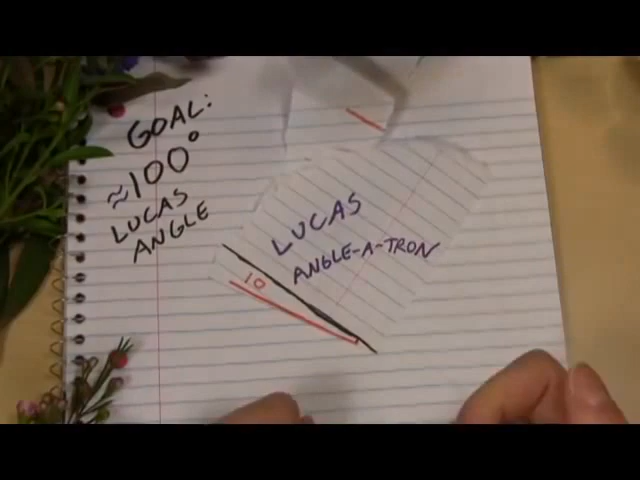 GOAL:
≈100°
LUCAS
ANGLE
LUCAS
ANGLE-A-TRON
10